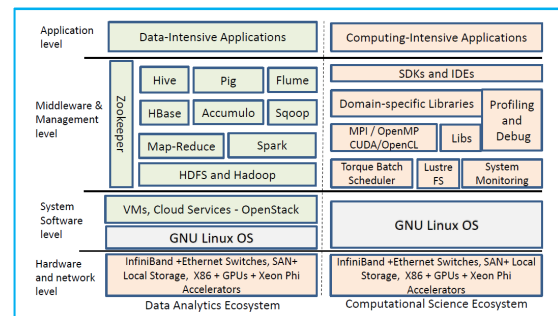 Application level
Data-Intensive Applications
Computing-Intensive Applications
Middleware & Management level
Zookeeper
Hive Pig Flume
HBase Accumulo Sqoop
Map-Reduce Spark
HDFS and Hadoop
SDKs and IDEs
Domain-specific Libraries
Profiling and Debug
MPI / OpenMP
CUDA/OpenCL
Libs
Torque Batch Scheduler
Lustre FS
System Monitoring
System Software level
VMs, Cloud Services - OpenStack
GNU Linux OS
GNU Linux OS
Hardware and network level
InfiniBand +Ethernet Switches, SAN+
Local Storage, X86 + GPUs + Xeon Phi
Accelerators
InfiniBand +Ethernet Switches, SAN+ Local
Storage, X86 + GPUs + Xeon Phi
Accelerators
Data Analytics Ecosystem
Computational Science Ecosystem